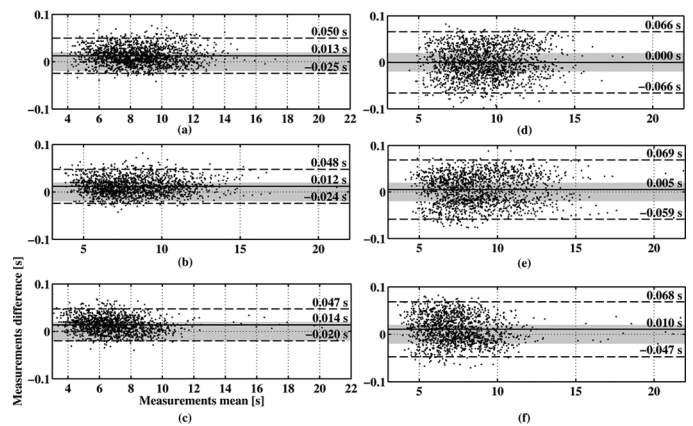 0.1
0.050 s
0.013 s
0
−0.025 s
−0.1
4 6 8 10 12 14 16 18 20 22
(a)
0.1
0.066 s
0.000 s
0
−0.066 s
−0.1
5 10 15 20
(d)
0.1
0.048 s
0.012 s
0
−0.024 s
−0.1
5 10 15 20
(b)
0.1
0.069 s
0.005 s
0
−0.059 s
−0.1
5 10 15 20
(e)
Measurements difference [s]
0.1
0.047 s
0.014 s
0
−0.020 s
−0.1
4 6 8 10 12 14 16 18 20 22
Measurements mean [s]
(c)
0.1
0.068 s
0.010 s
0
−0.047 s
−0.1
5 10 15 20
(f)